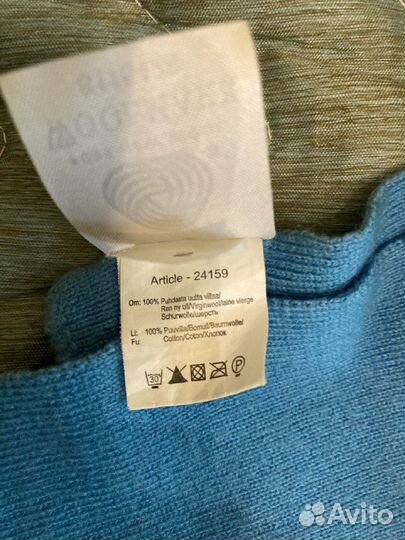 Article - 24159
Om: 100% Puhdasta uutta villaa/
Ren ny ull/Virginwool/laine vierge
Schurwolle/шерсть
Li: 100% Puuvilla/Bomull/Baumwolle/
Fu: Cotton/Coton/Хлопок
30
P
Avito